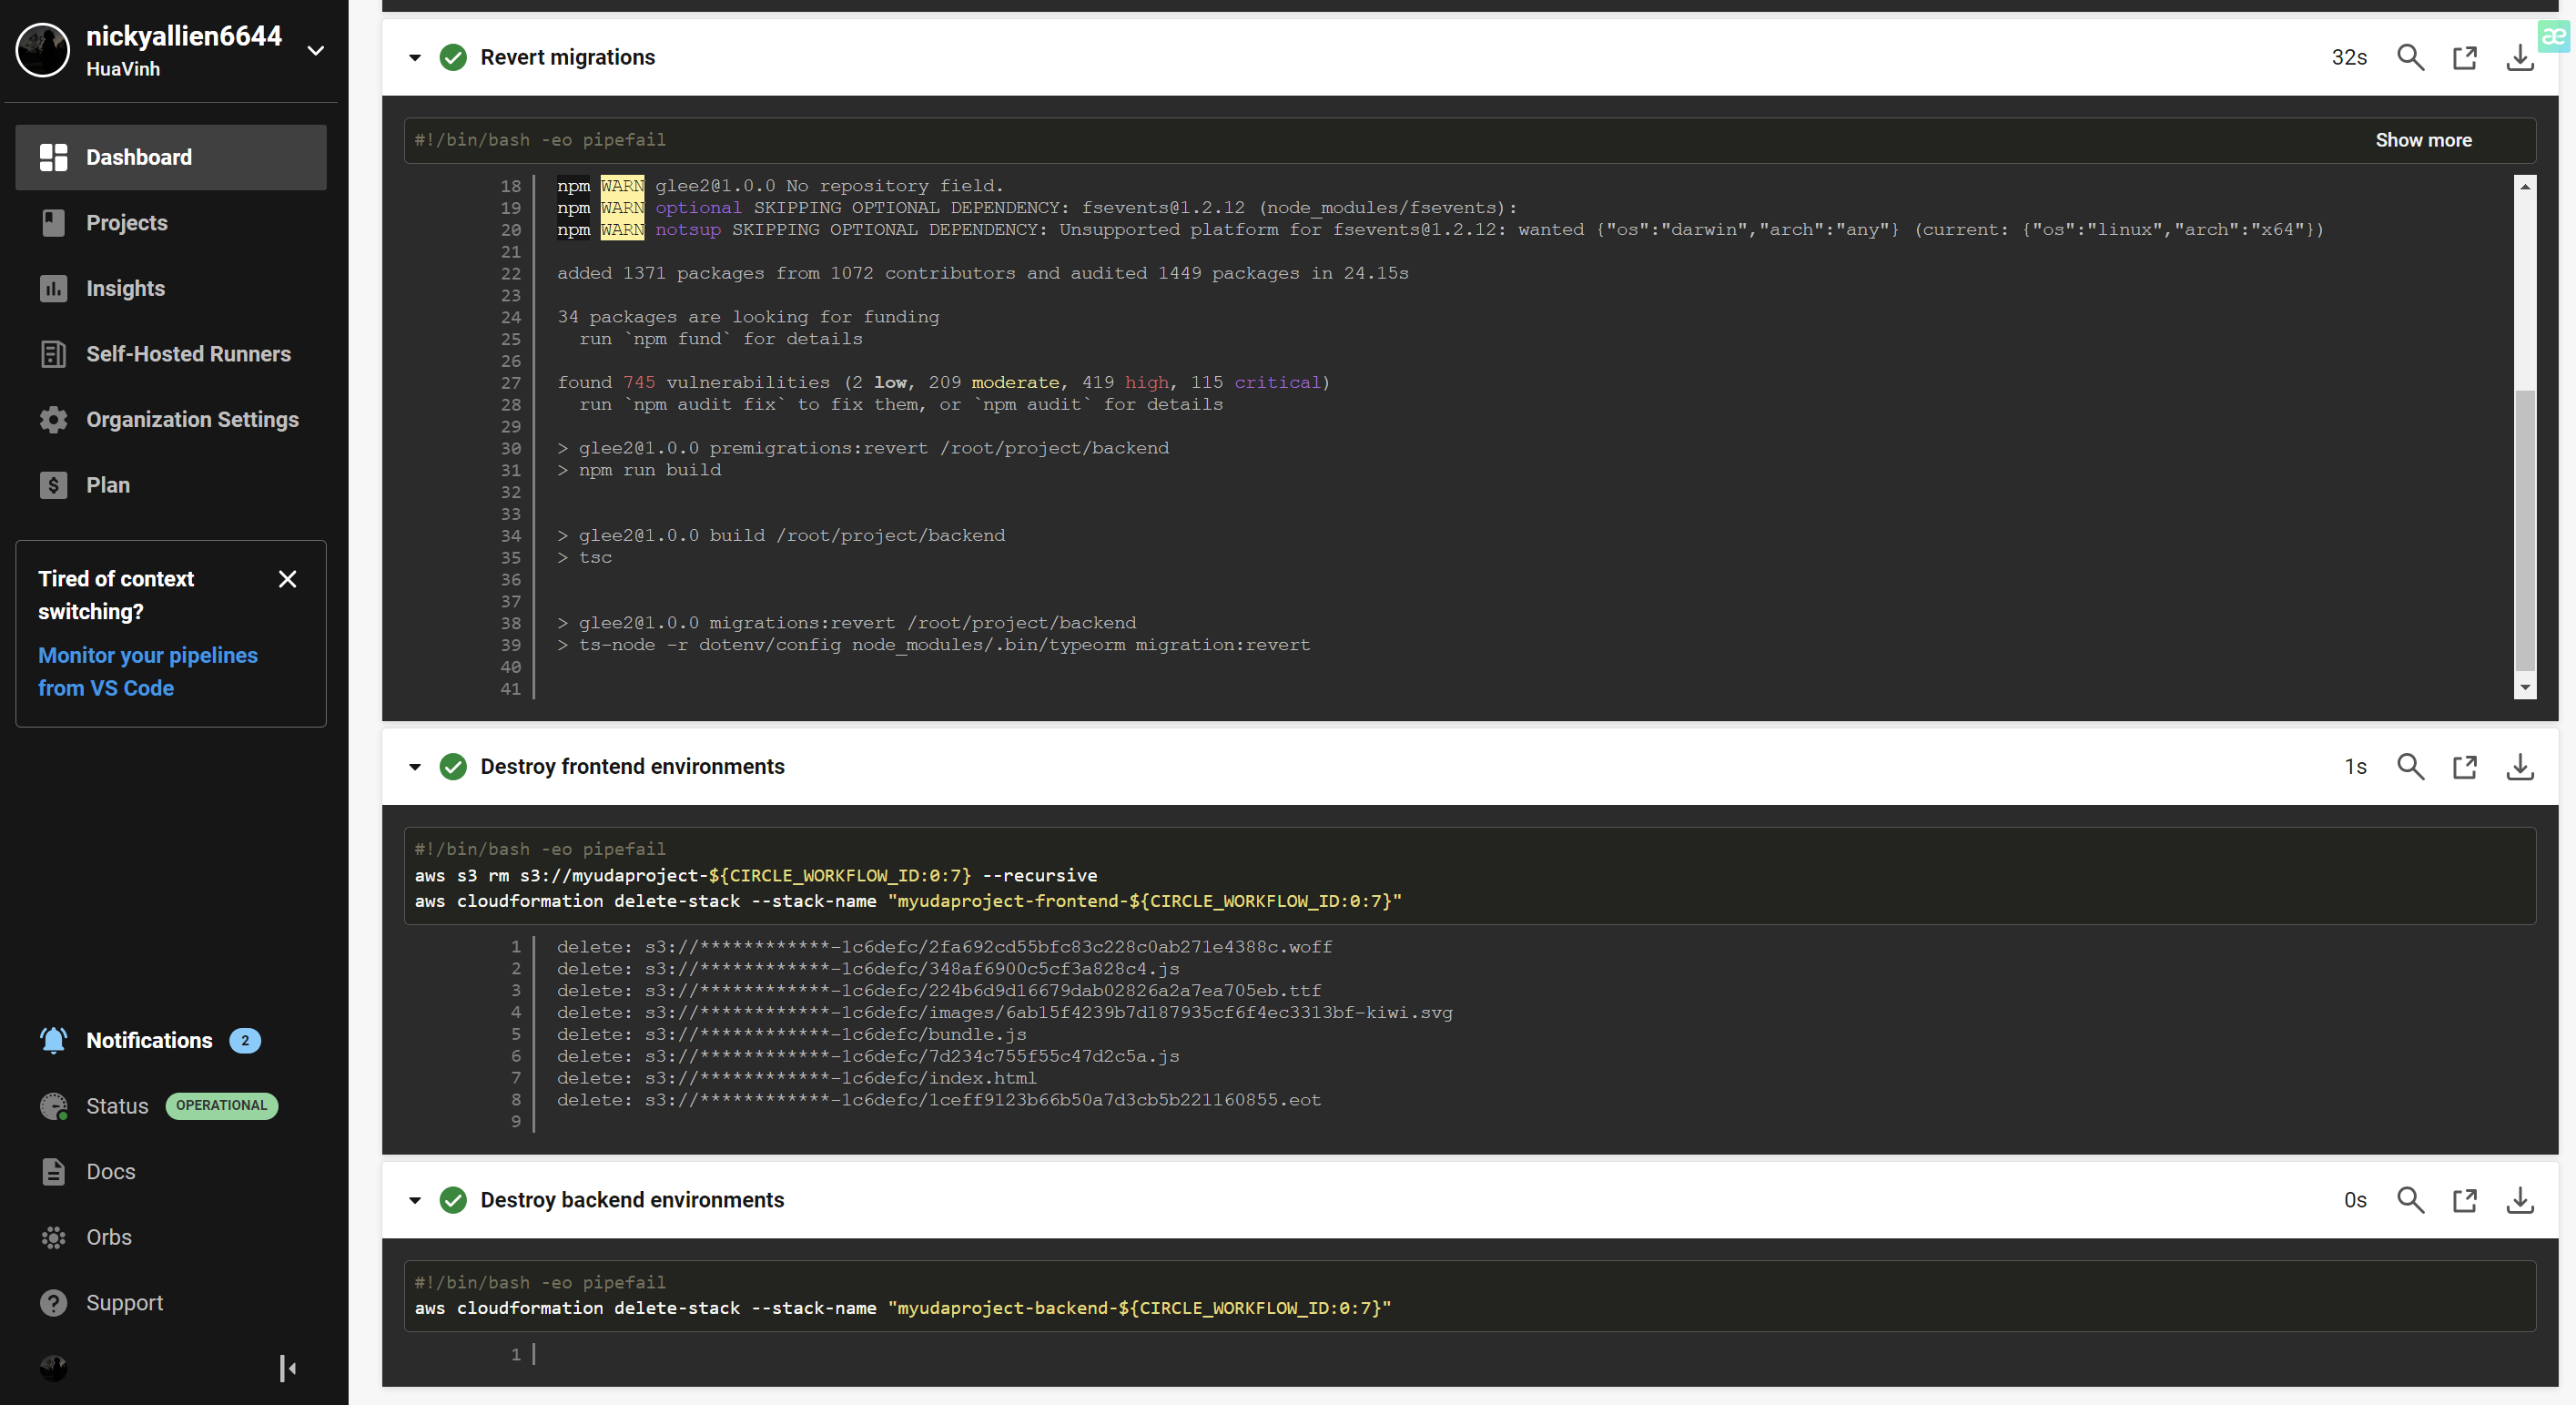 nickyallien6644
HuaVinh
Dashboard
Projects
Insights
Self-Hosted Runners
Organization Settings
Plan
Tired of context
switching?
Monitor your pipelines
from VS Code
Notifications 2
Status OPERATIONAL
Docs
Orbs
Support
æ
Revert migrations 32s
#!/bin/bash -eo pipefail Show more
18 npm WARN glee2@1.0.0 No repository field.
19 npm WARN optional SKIPPING OPTIONAL DEPENDENCY: fsevents@1.2.12 (node_modules/fsevents):
20 npm WARN notsup SKIPPING OPTIONAL DEPENDENCY: Unsupported platform for fsevents@1.2.12: wanted {"os":"darwin","arch":"any"} (current: {"os":"linux","arch":"x64"})
21
22 added 1371 packages from 1072 contributors and audited 1449 packages in 24.15s
23
24 34 packages are looking for funding
25 run `npm fund` for details
26
27 found 745 vulnerabilities (2 low, 209 moderate, 419 high, 115 critical)
28 run `npm audit fix` to fix them, or `npm audit` for details
29
30 > glee2@1.0.0 premigrations:revert /root/project/backend
31 > npm run build
32
33
34 > glee2@1.0.0 build /root/project/backend
35 > tsc
36
37
38 > glee2@1.0.0 migrations:revert /root/project/backend
39 > ts-node -r dotenv/config node_modules/.bin/typeorm migration:revert
40
41
Destroy frontend environments 1s
#!/bin/bash -eo pipefail
aws s3 rm s3://myudaproject-${CIRCLE_WORKFLOW_ID:0:7} --recursive
aws cloudformation delete-stack --stack-name "myudaproject-frontend-${CIRCLE_WORKFLOW_ID:0:7}"
1 delete: s3://************-1c6defc/2fa692cd55bfc83c228c0ab271e4388c.woff
2 delete: s3://************-1c6defc/348af6900c5cf3a828c4.js
3 delete: s3://************-1c6defc/224b6d9d16679dab02826a2a7ea705eb.ttf
4 delete: s3://************-1c6defc/images/6ab15f4239b7d187935cf6f4ec3313bf-kiwi.svg
5 delete: s3://************-1c6defc/bundle.js
6 delete: s3://************-1c6defc/7d234c755f55c47d2c5a.js
7 delete: s3://************-1c6defc/index.html
8 delete: s3://************-1c6defc/1ceff9123b66b50a7d3cb5b221160855.eot
9
Destroy backend environments 0s
#!/bin/bash -eo pipefail
aws cloudformation delete-stack --stack-name "myudaproject-backend-${CIRCLE_WORKFLOW_ID:0:7}"
1